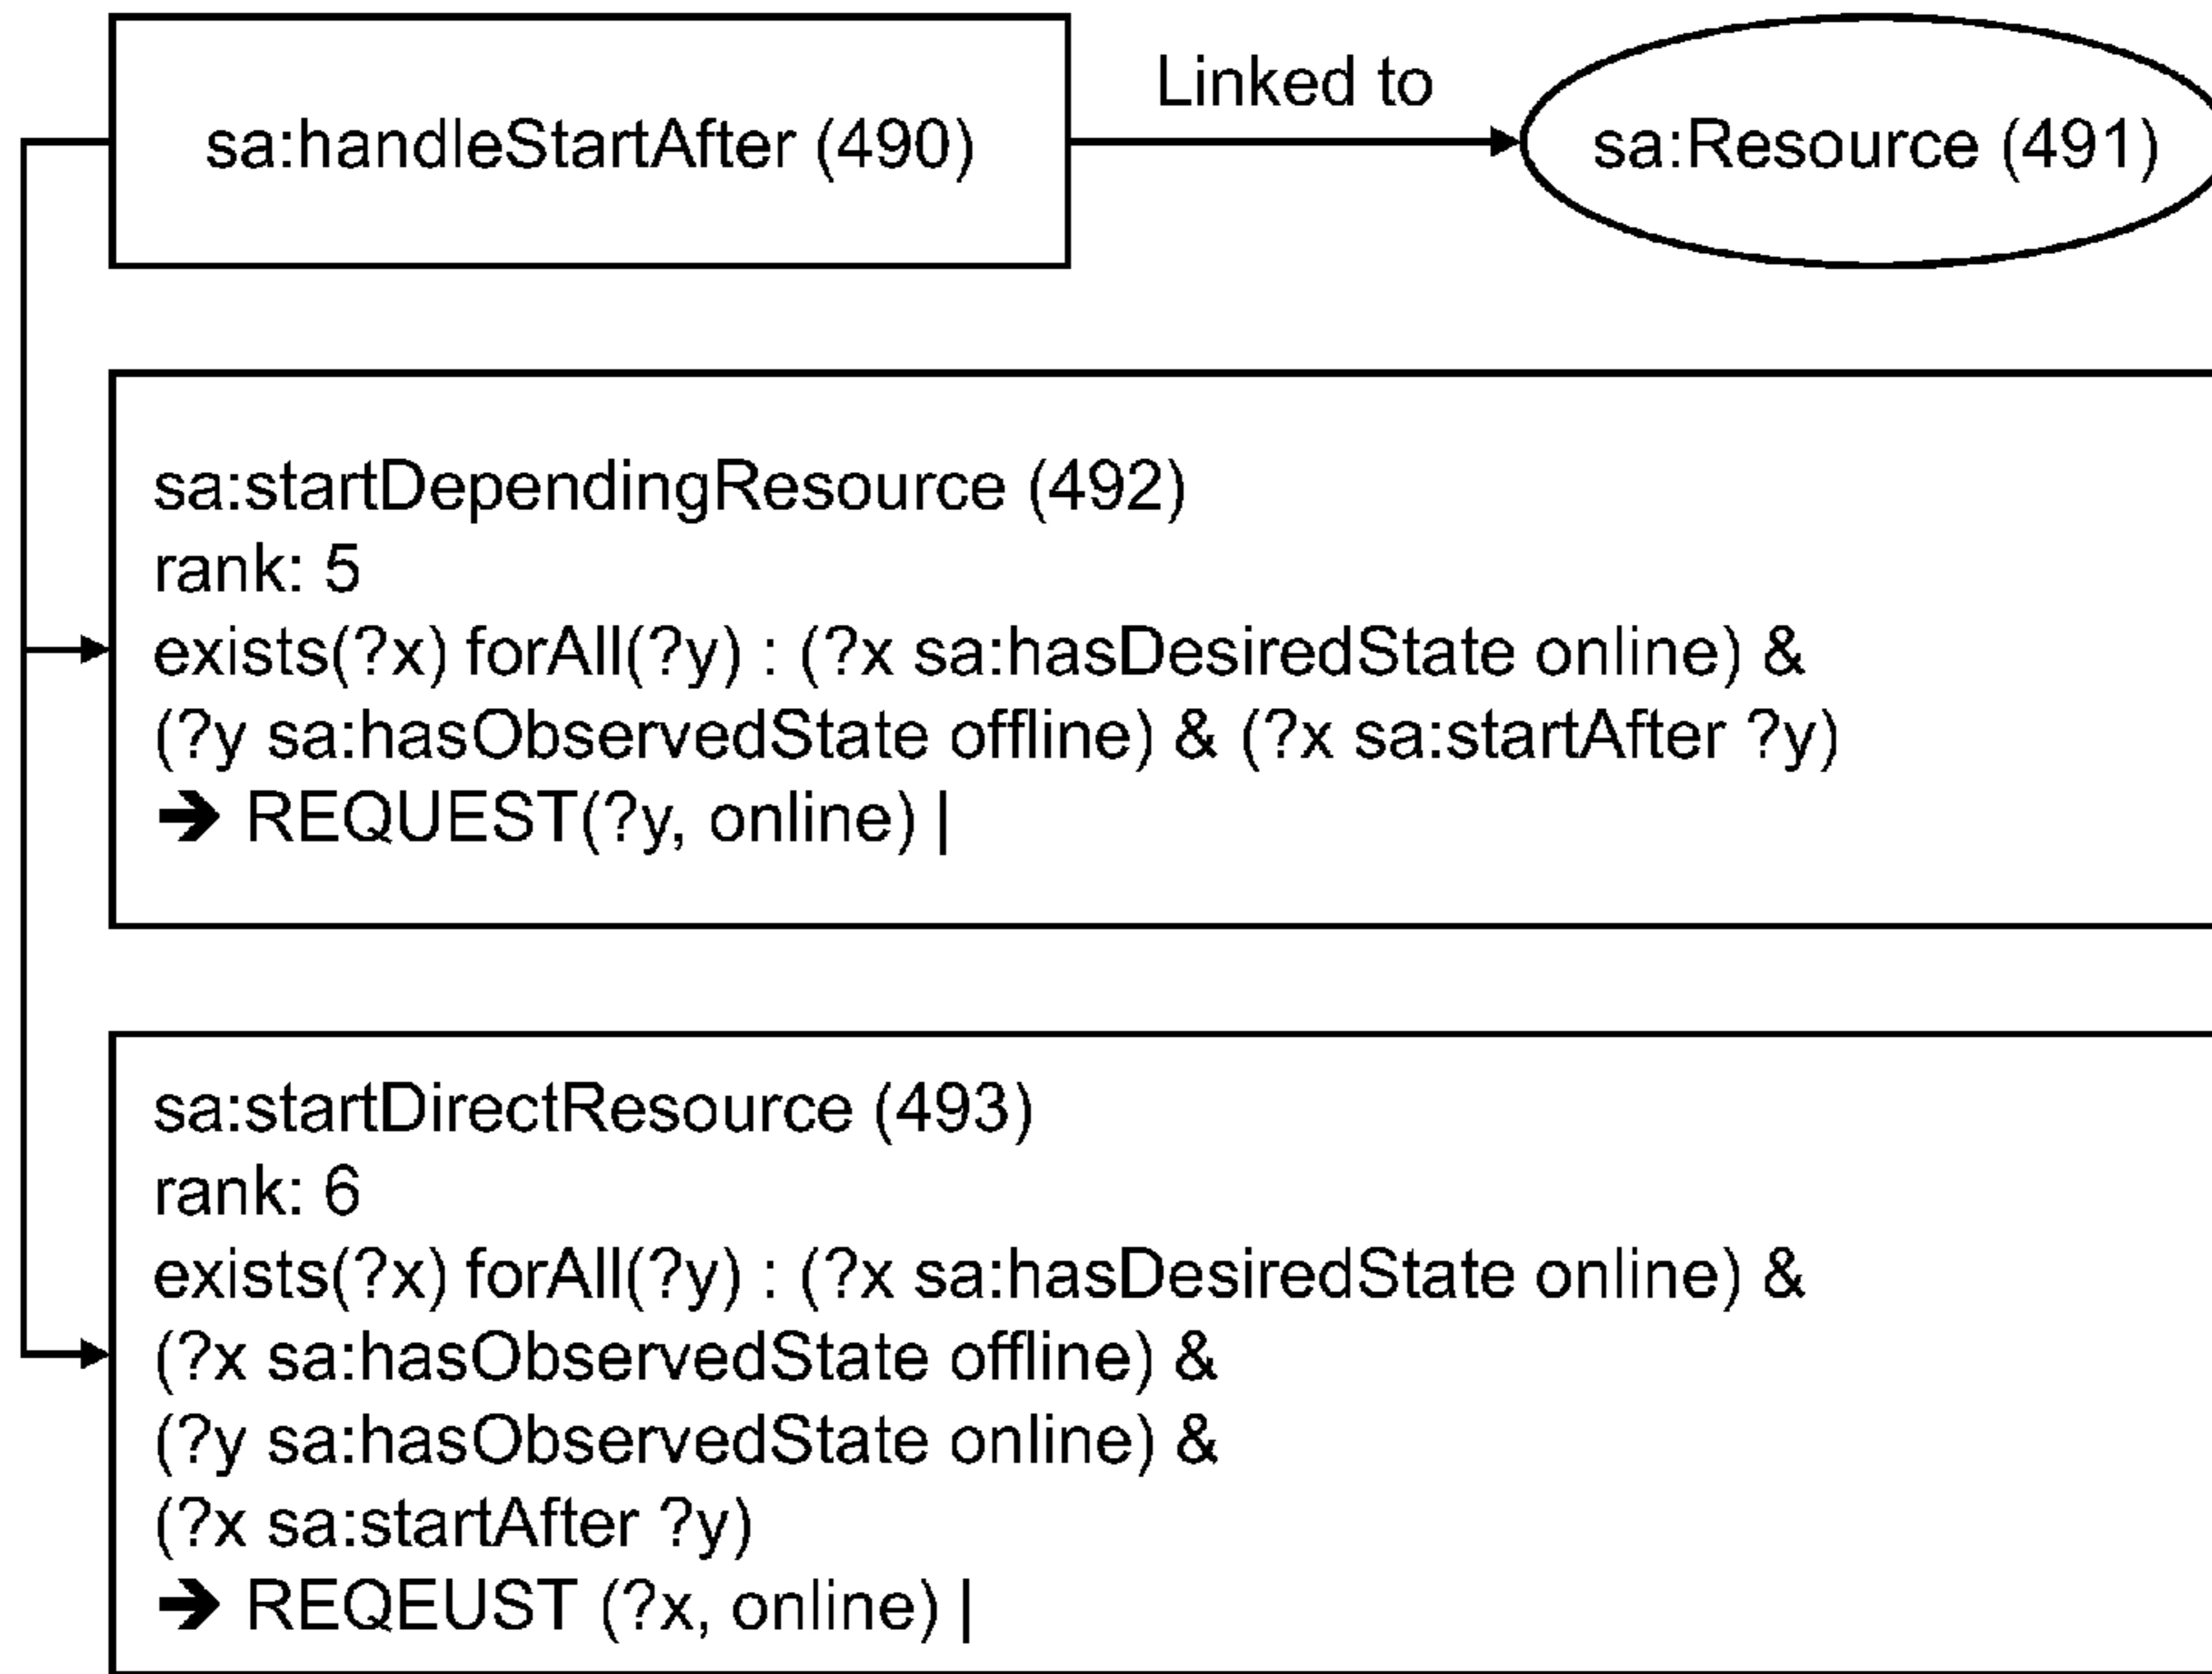 sa:handleStartAfter (490)
Linked to
sa:Resource (491)
sa:startDependingResource (492)
rank: 5
exists(?x) forAll(?y) : (?x sa:hasDesiredState online) &
(?y sa:hasObservedState offline) & (?x sa:startAfter ?y)
➔ REQUEST(?y, online) |
sa:startDirectResource (493)
rank: 6
exists(?x) forAll(?y) : (?x sa:hasDesiredState online) &
(?x sa:hasObservedState offline) &
(?y sa:hasObservedState online) &
(?x sa:startAfter ?y)
➔ REQEUST (?x, online) |